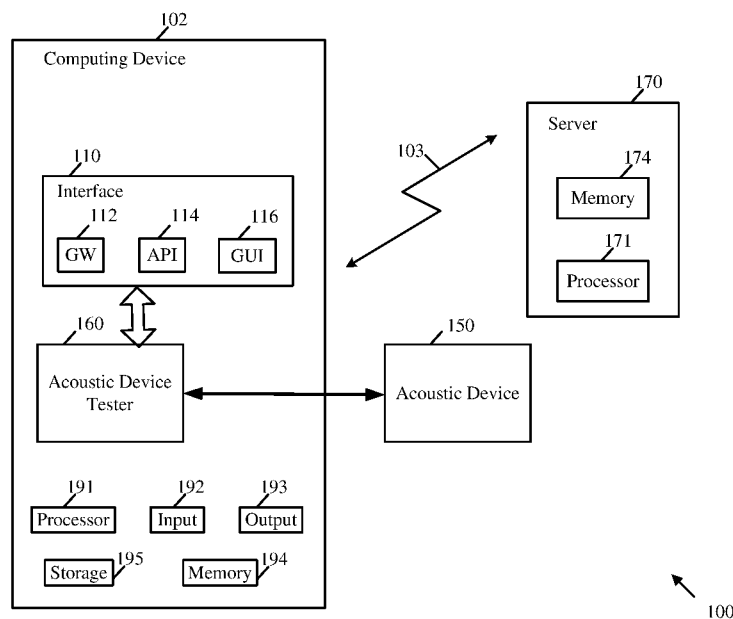 102
Computing Device
170
Server
103
110
Interface
174
Memory
112
114
116
GW
API
GUI
171
Processor
160
150
Acoustic Device
Tester
Acoustic Device
191
192
193
Processor
Input
Output
195
194
Storage
Memory
100